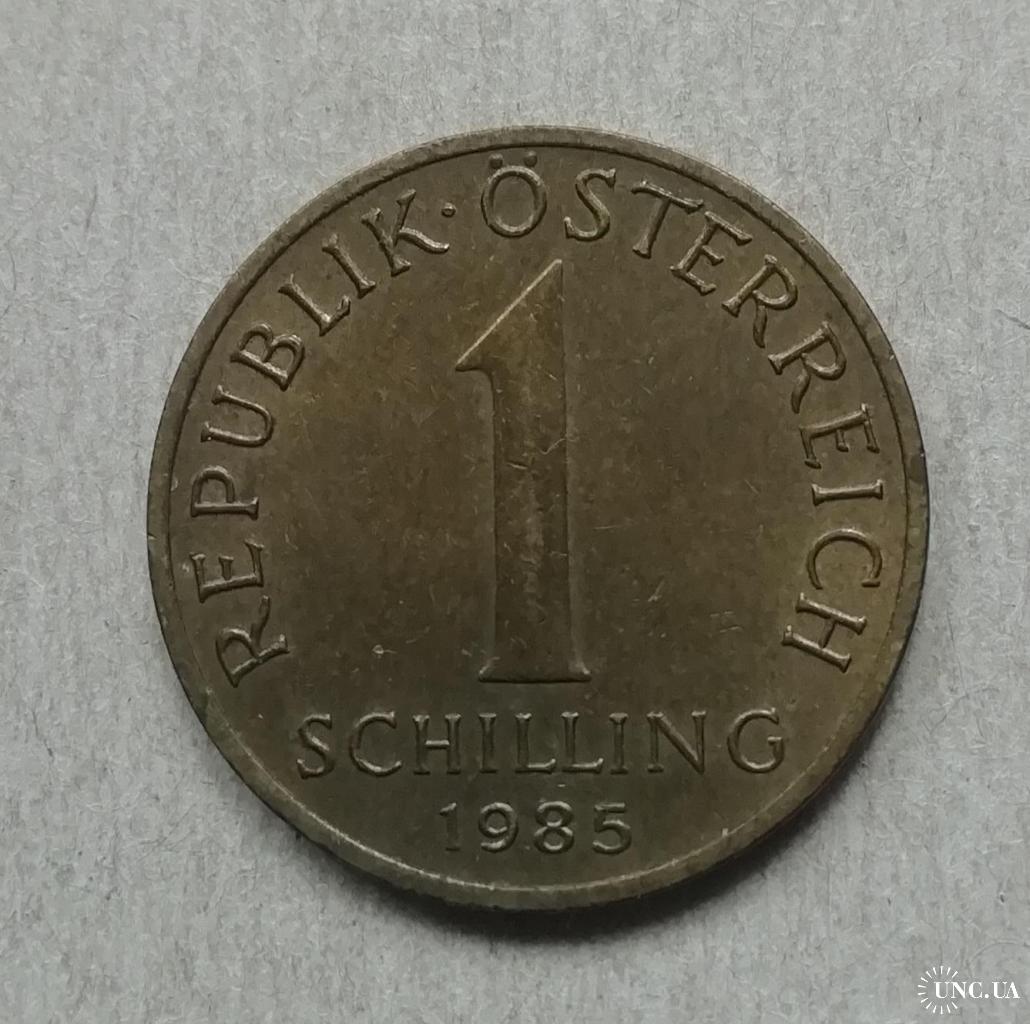 REPUBLIK · ÖSTERREICH
1
SCHILLING
1985
UNC.UA